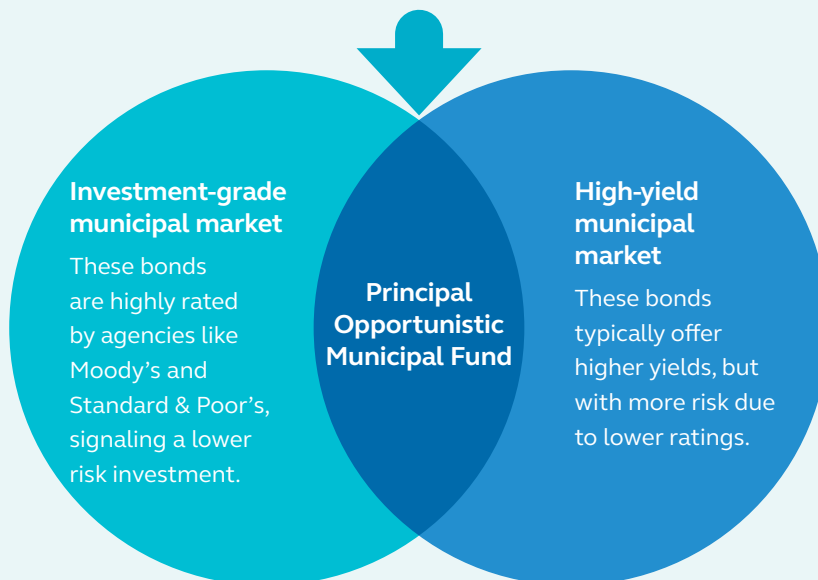 Investment-grade
municipal market
These bonds
are highly rated
by agencies like
Moody’s and
Standard & Poor’s,
signaling a lower
risk investment.
Principal
Opportunistic
Municipal Fund
High-yield
municipal
market
These bonds
typically offer
higher yields, but
with more risk due
to lower ratings.